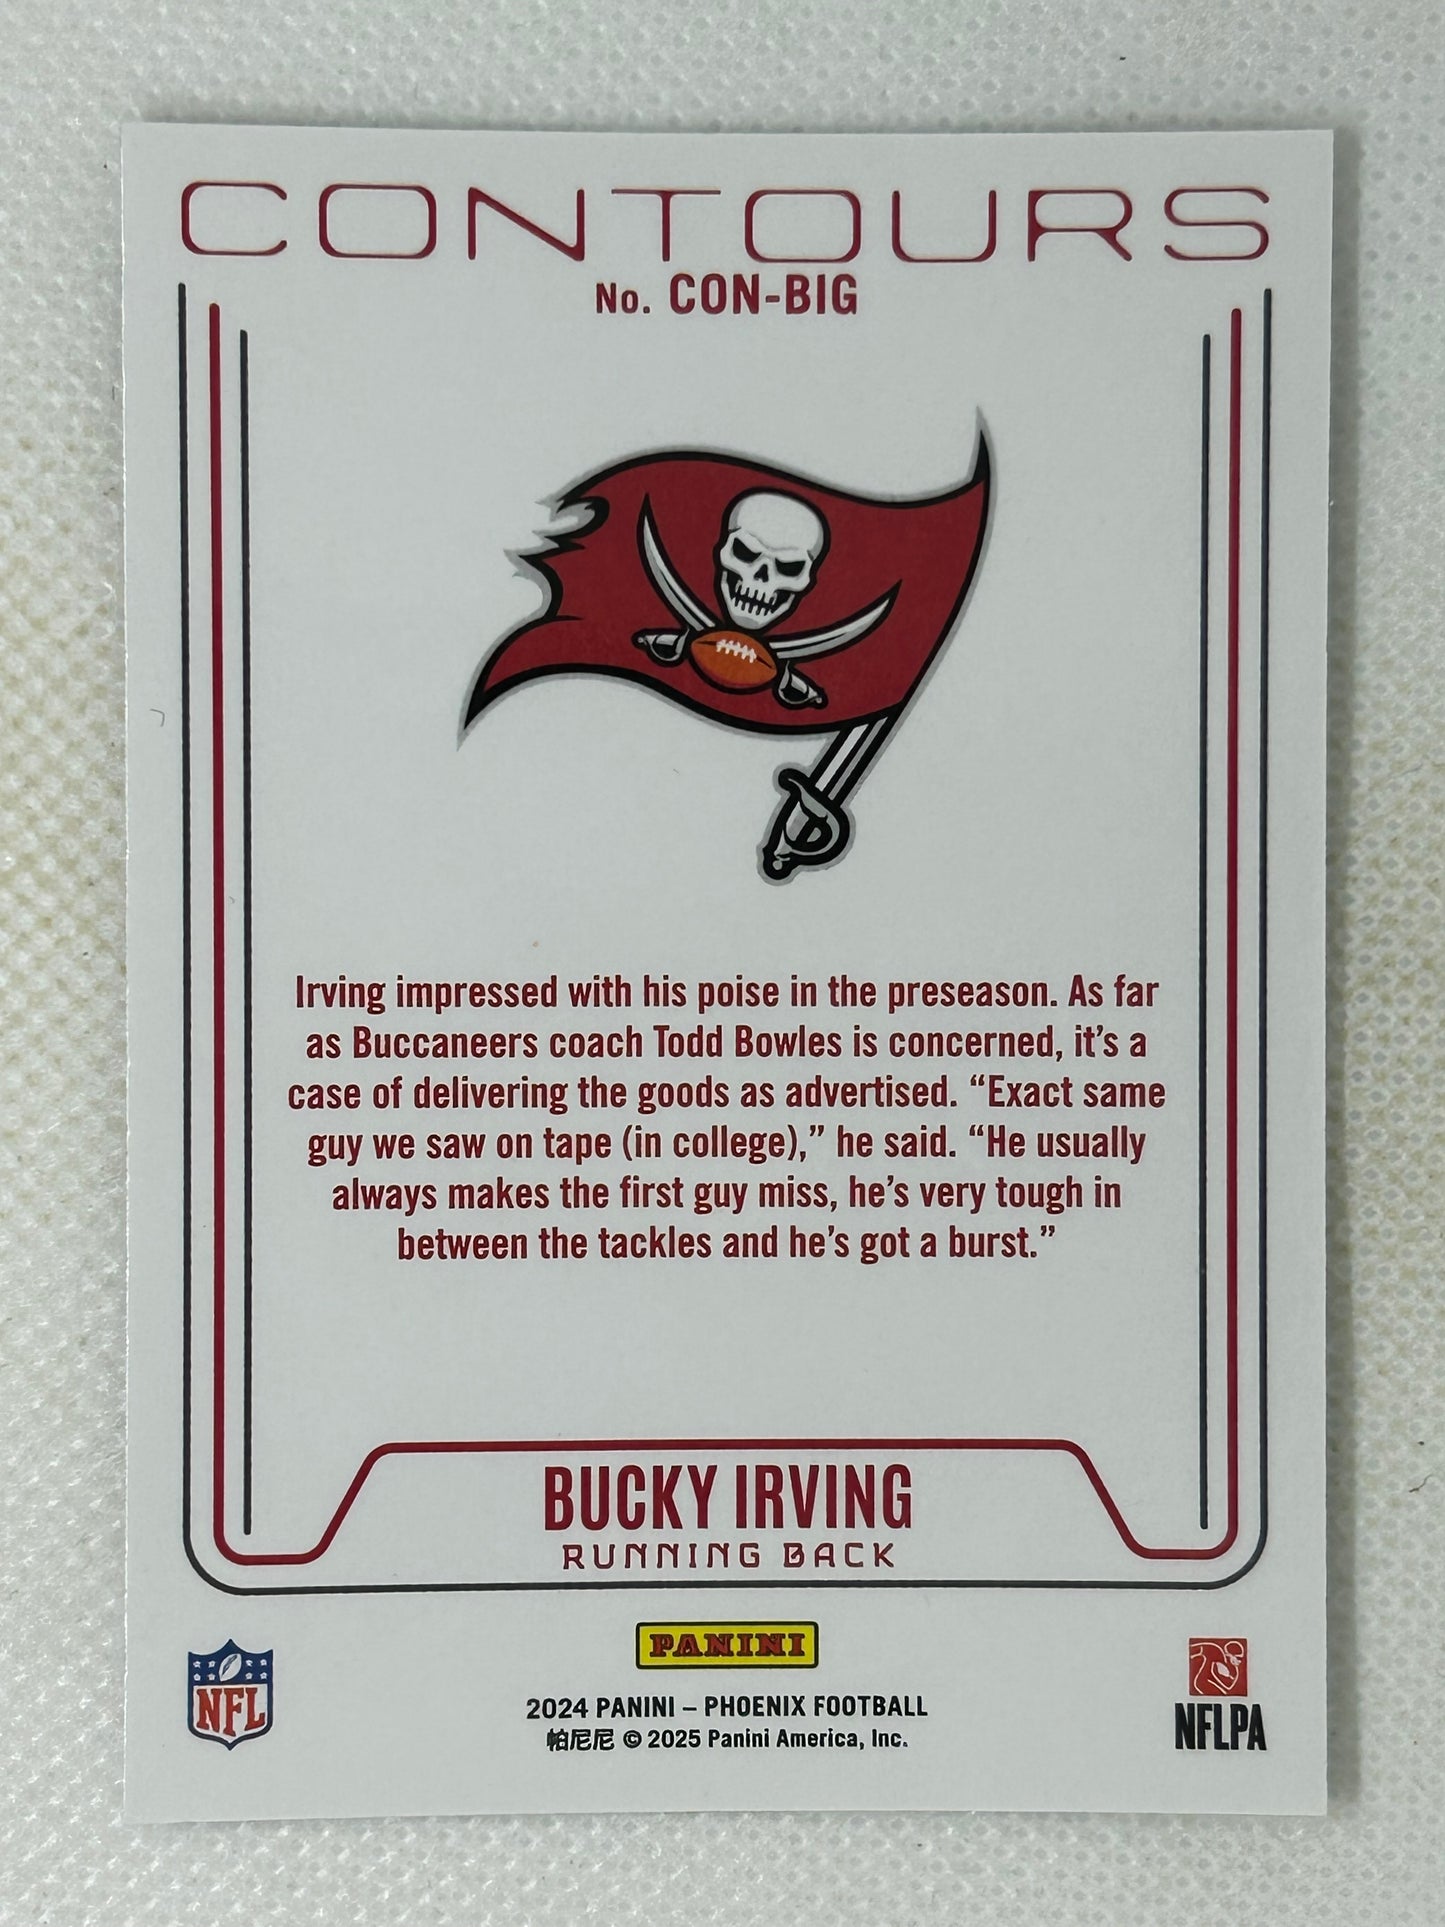 CONTOURS
No. CON-BIG
Irving impressed with his poise in the preseason. As far
as Buccaneers coach Todd Bowles is concerned, it’s a
case of delivering the goods as advertised. “Exact same
guy we saw on tape (in college),” he said. “He usually
always makes the first guy miss, he’s very tough in
between the tackles and he’s got a burst.”
BUCKY IRVING
RUNNING BACK
PANINI
NFL
2024 PANINI – PHOENIX FOOTBALL
帕尼尼 © 2025 Panini America, Inc.
NFLPA